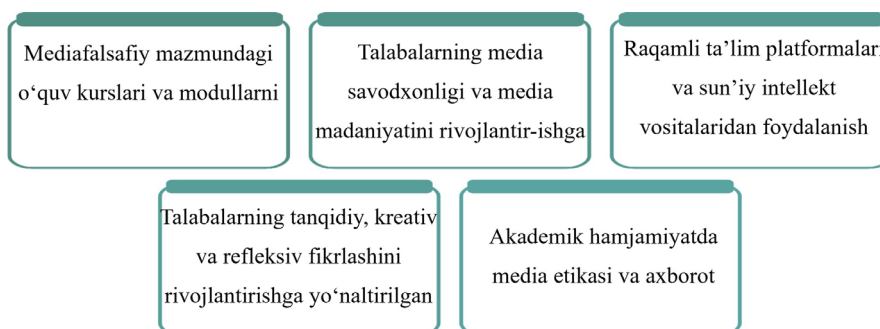 Mediafalsafiy mazmundagi
o‘quv kurslari va modullarni
Talabalarning media
savodxonligi va media
madaniyatini rivojlantir-ishga
Raqamli ta’lim platformalari
va sun’iy intellekt
vositalaridan foydalanish
Talabalarning tanqidiy, kreativ
va refleksiv fikrlashini
rivojlantirishga yo‘naltirilgan
Akademik hamjamiyatda
media etikasi va axborot